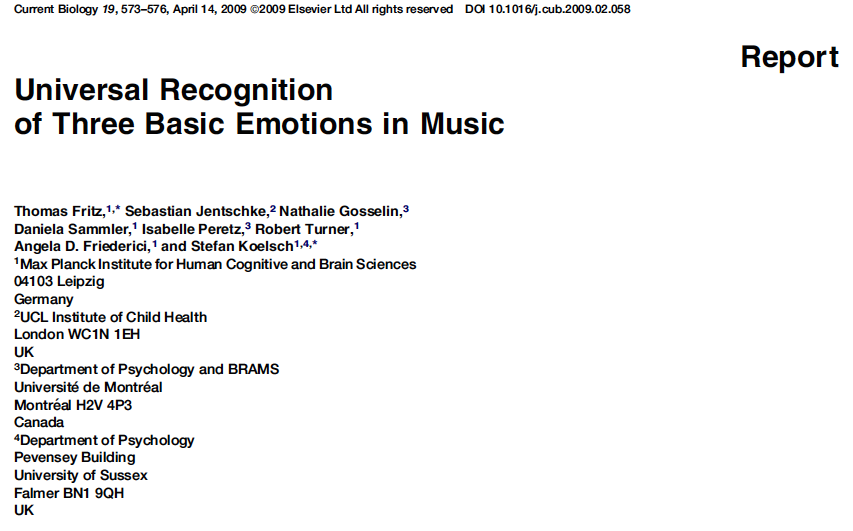 Current Biology 19, 573–576, April 14, 2009 ©2009 Elsevier Ltd All rights reserved DOI 10.1016/j.cub.2009.02.058
Report
Universal Recognition
of Three Basic Emotions in Music
Thomas Fritz,1,* Sebastian Jentschke,2 Nathalie Gosselin,3
Daniela Sammler,1 Isabelle Peretz,3 Robert Turner,1
Angela D. Friederici,1 and Stefan Koelsch1,4,*
1Max Planck Institute for Human Cognitive and Brain Sciences
04103 Leipzig
Germany
2UCL Institute of Child Health
London WC1N 1EH
UK
3Department of Psychology and BRAMS
Université de Montréal
Montréal H2V 4P3
Canada
4Department of Psychology
Pevensey Building
University of Sussex
Falmer BN1 9QH
UK